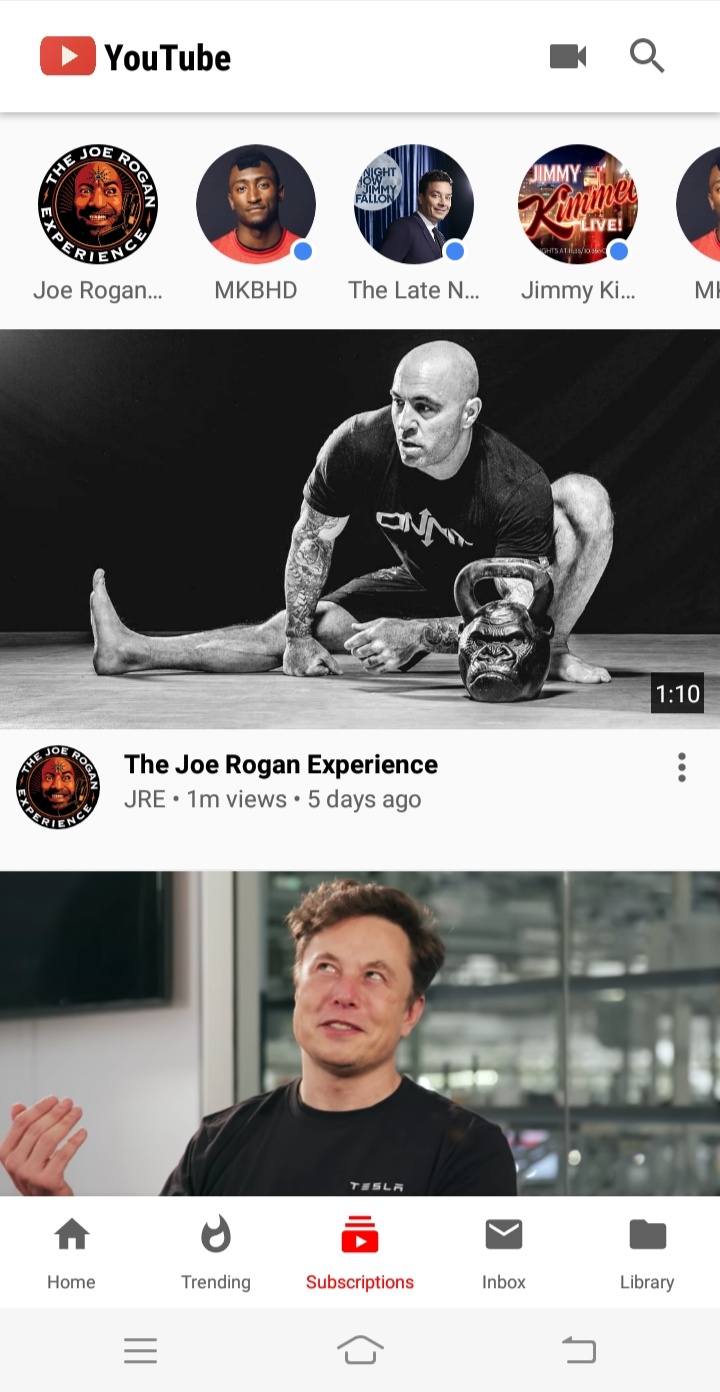 YouTube
THE JOE ROGAN
EXPERIENCE
NIGHT
JIMMY
FALLON
JIMMY
Kimmel
LIVE!
Joe Rogan...
MKBHD
The Late N...
Jimmy Ki...
ONNIT
1:10
THE JOE ROGAN
EXPERIENCE
The Joe Rogan Experience
JRE • 1m views • 5 days ago
TESLA
Home
Trending
Subscriptions
Inbox
Library